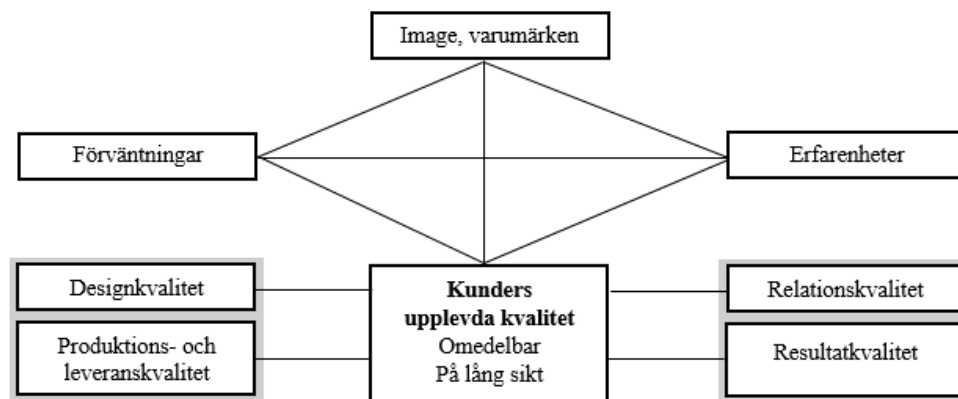 Image, varumärken
Förväntningar
Erfarenheter
Designkvalitet
Produktions- och
leveranskvalitet
Kunders
upplevda kvalitet
Omedelbar
På lång sikt
Relationskvalitet
Resultatkvalitet